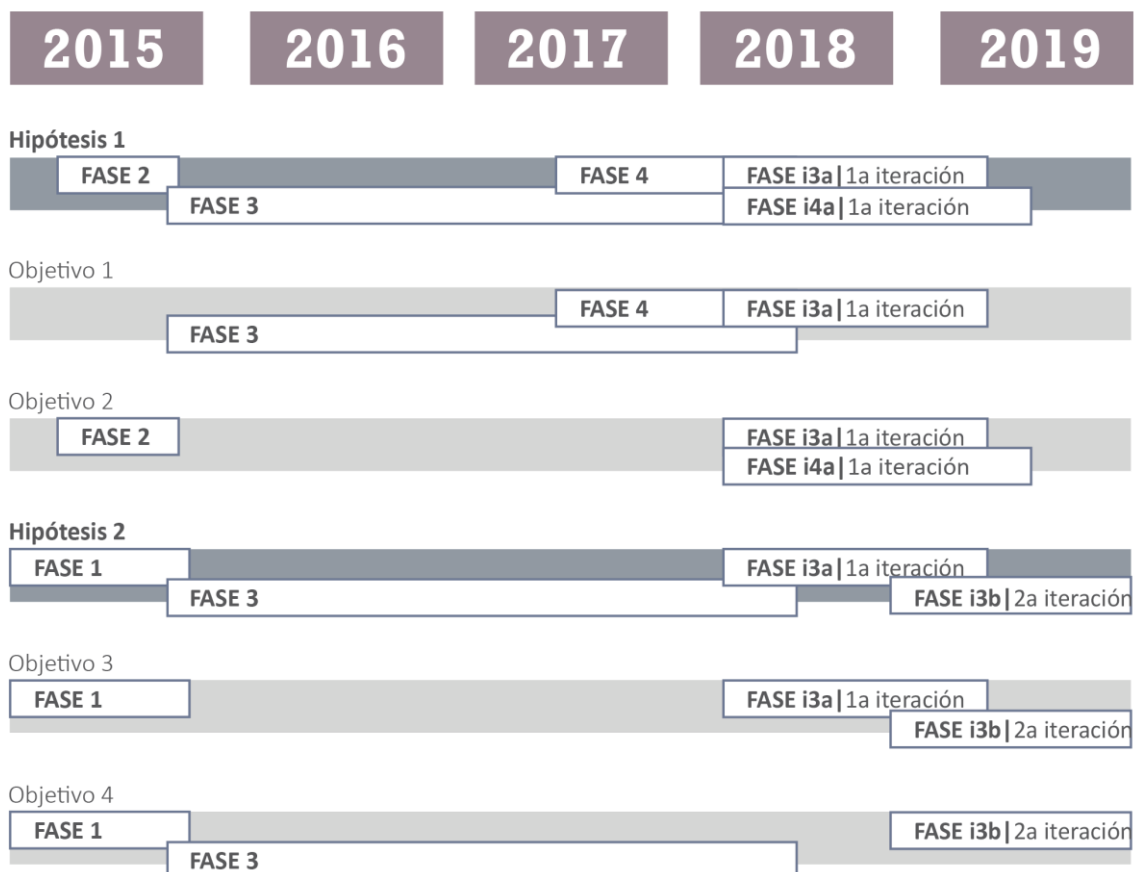 2015 2016 2017 2018 2019
Hipótesis 1
FASE 2 FASE 4 FASE i3a|1a iteración
FASE 3 FASE i4a|1a iteración
Objetivo 1
FASE 4 FASE i3a|1a iteración
FASE 3
Objetivo 2
FASE 2 FASE i3a|1a iteración
FASE i4a|1a iteración
Hipótesis 2
FASE 1 FASE i3a|1a iteración
FASE 3 FASE i3b|2a iteración
Objetivo 3
FASE 1 FASE i3a|1a iteración
FASE i3b|2a iteración
Objetivo 4
FASE 1 FASE i3b|2a iteración
FASE 3